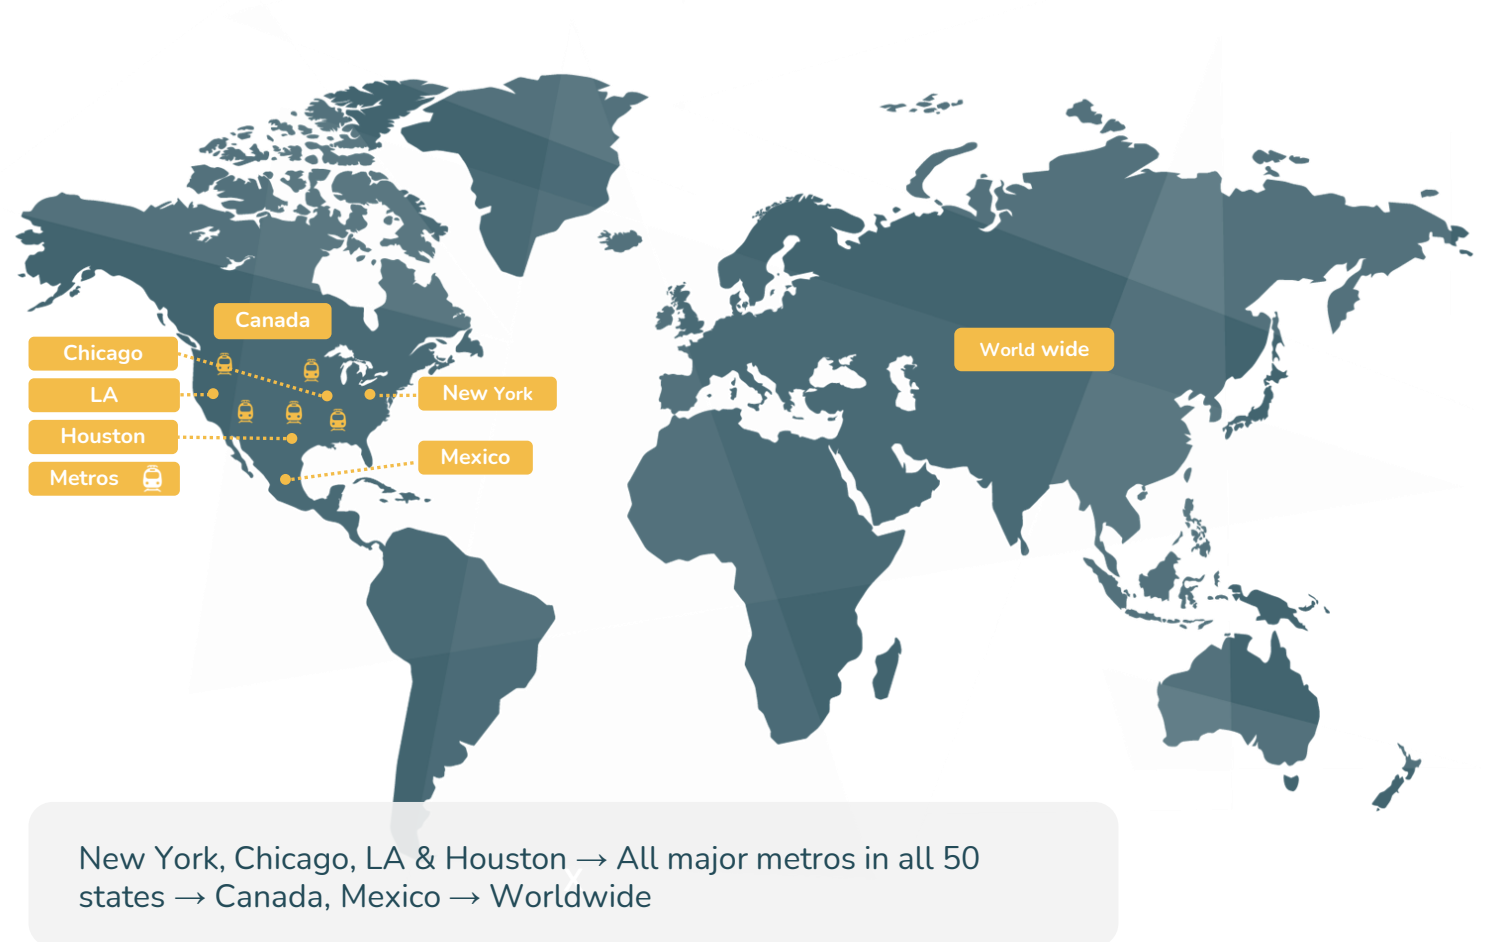 Canada
Chicago
LA
New York
Houston
Mexico
Metros
World wide
New York, Chicago, LA & Houston → All major metros in all 50
states → Canada, Mexico → Worldwide
X